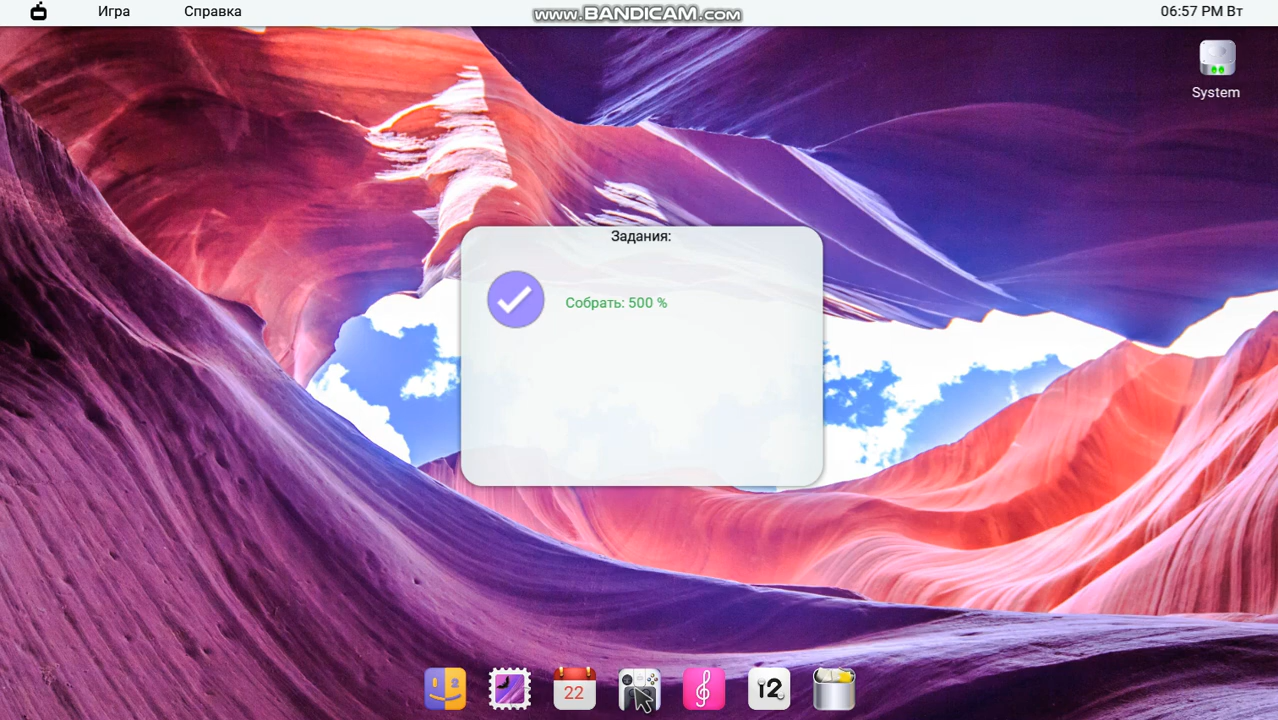 Игра
Справка
www.BANDICAM.com
06:57 PM Вт
System
Задания:
Собрать: 500 %
22
12